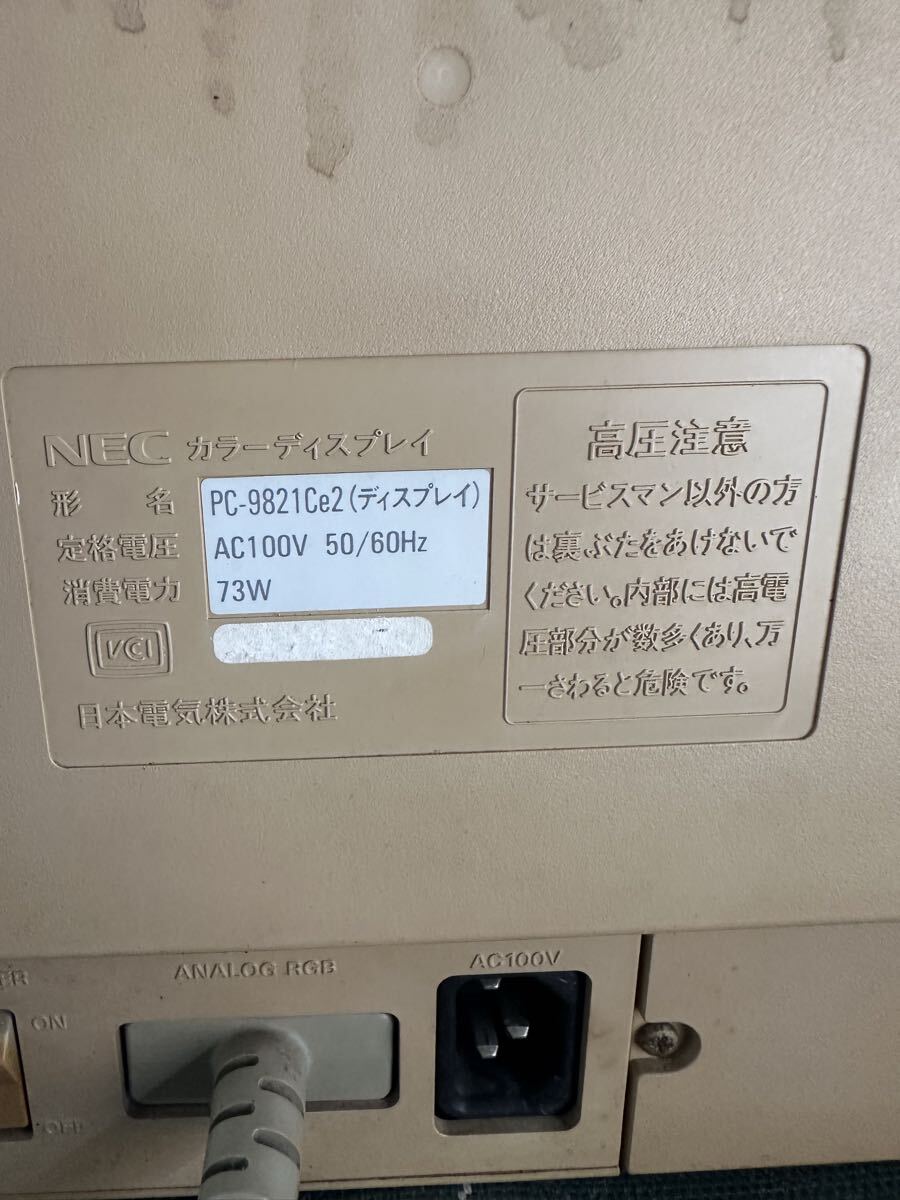 NEC カラーディスプレイ
形名 PC-9821Ce2(ディスプレイ)
定格電圧 AC100V 50/60Hz
消費電力 73W
VCI
日本電気株式会社
高圧注意
サービスマン以外の方
は裏ぶたをあけないで
ください。内部には高電
圧部分が数多くあり、万
一さわると危険です。
ANALOG RGB
AC100V
ON
OFF